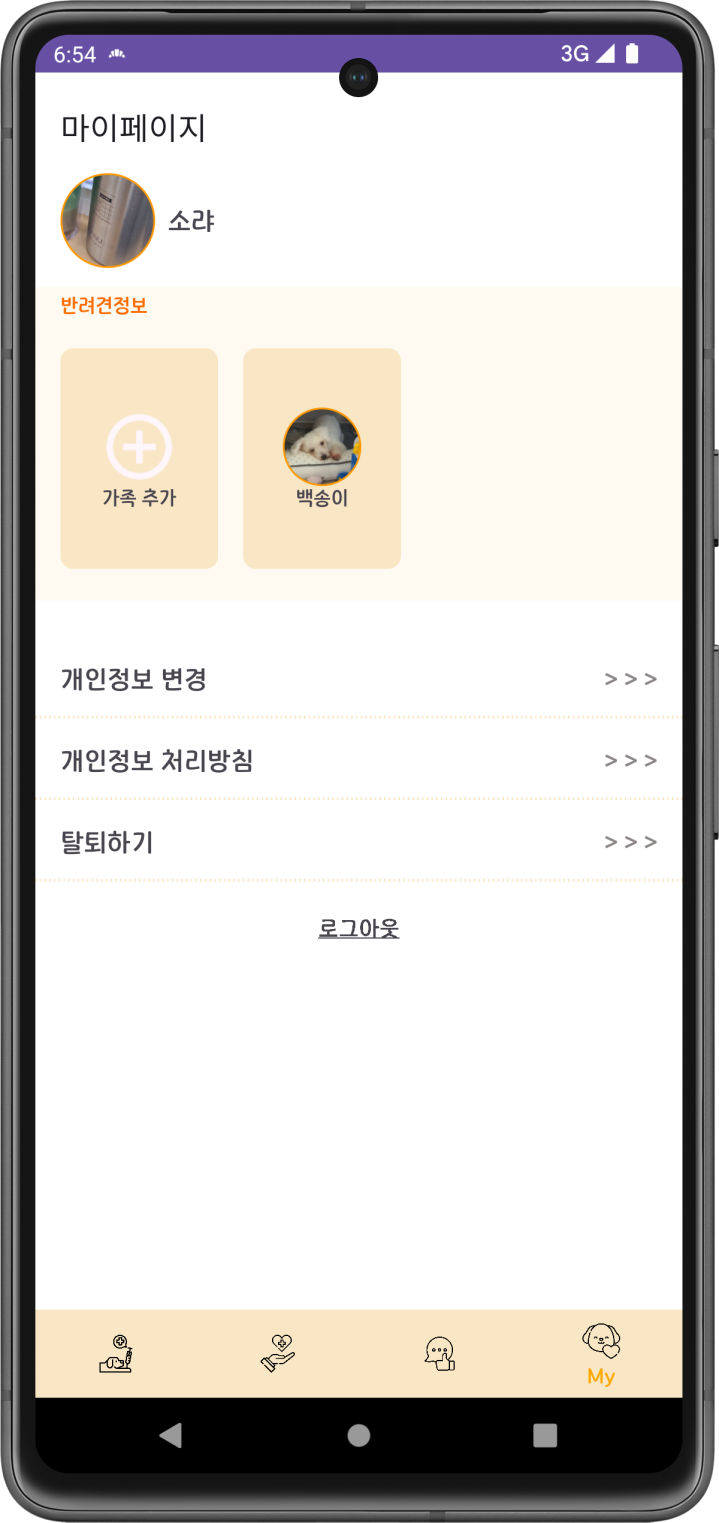 6:54 3G
마이페이지
소랴
반려견정보
가족 추가 백송이
개인정보 변경 >>>
개인정보 처리방침 >>>
탈퇴하기 >>>
로그아웃
My